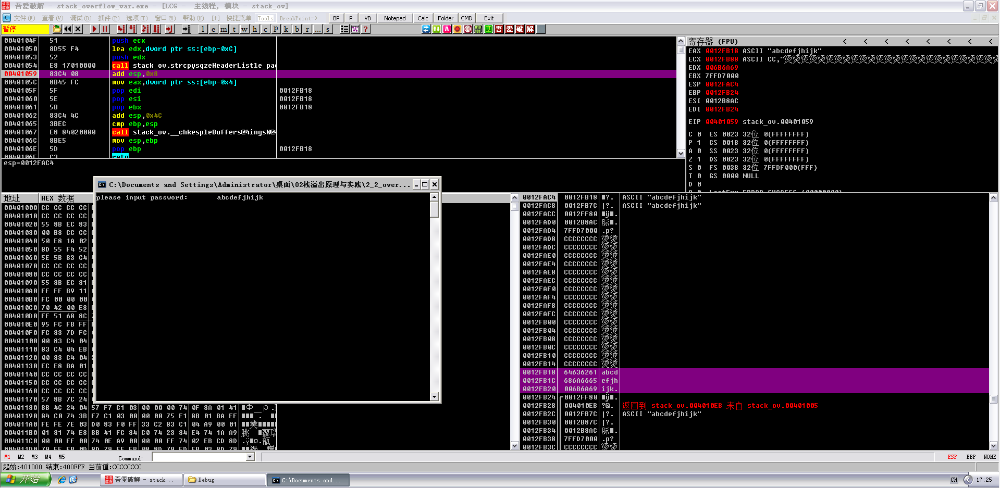 吾爱破解 - stack_overflow_var.exe - [LCG - 主线程, 模块 - stack_ov]
文件(F) 查看(V) 调试(D) 插件(P) 选项(T) 窗口(W) 帮助(H) [+] 快捷菜单 Tools BreakPoint-> BP P VB Notepad Calc Folder CMD Exit
暂停 l e m t w h c p k b r ... s ? 吾 爱 破 解
0040104F 51 push ecx
00401050 8D55 F4 lea edx,dword ptr ss:[ebp-0xC]
00401053 52 push edx
00401054 E8 17010000 call stack_ov.strcpysgzeHeaderListle_pag
00401059 83C4 08 add esp,0x8
0040105C 8B45 FC mov eax,dword ptr ss:[ebp-0x4]
0040105F 5F pop edi 0012FB18
00401060 5E pop esi 0012FB18
00401061 5B pop ebx 0012FB18
00401062 83C4 4C add esp,0x4C
00401065 3BEC cmp ebp,esp
00401067 E8 84020000 call stack_ov.__chkespleBuffers@4ingsW@4
0040106C 8BE5 mov esp,ebp
0040106E 5D pop ebp 0012FB18
0040106F C3 retn
esp=0012FAC4
寄存器 (FPU) < < < < < < < <
EAX 0012FB18 ASCII "abcdefjhijk"
ECX 0012FB88 ASCII CC,"烫烫烫烫烫烫烫烫烫烫烫烫烫烫烫烫烫烫烫烫烫烫烫烫烫
EDX 006B6A69
EBX 7FFD7000
ESP 0012FAC4
EBP 0012FB24
ESI 0012B8AC
EDI 0012FB24
EIP 00401059 stack_ov.00401059
C 0 ES 0023 32位 0(FFFFFFFF)
P 1 CS 001B 32位 0(FFFFFFFF)
A 0 SS 0023 32位 0(FFFFFFFF)
Z 1 DS 0023 32位 0(FFFFFFFF)
S 0 FS 003B 32位 7FFDF000(FFF)
T 0 GS 0000 NULL
D 0
O 0 LastErr ERROR_SUCCESS (00000000)
C:\Documents and Settings\Administrator\桌面\02栈溢出原理与实践\2_2_over...
please input password: abcdefjhijk
地址 HEX 数据
00401000 CC CC CC CC
00401010 CC CC CC CC
00401020 55 8B EC 83
00401030 00 B8 CC CC
00401040 50 E8 1A 02
00401050 8D 55 F4 52
00401060 5E 5B 83 C4
00401070 CC CC CC CC
00401080 CC CC CC CC
00401090 55 8B EC 81
004010A0 FF FF B9 11
004010B0 FC 00 00 00
004010C0 70 42 00 E8
004010D0 FF 51 68 8C
004010E0 95 FC FB FF
004010F0 FC 83 7D FC
00401100 00 83 C4 04
00401110 83 C4 04 EB
00401120 00 83 C4 04
00401130 EC E8 BA 01
00401140 CC CC CC CC
00401150 CC CC CC CC
00401160 CC CC CC CC
00401170 57 8B 7C 24
00401180 8B 4C 24 04 57 F7 C1 03 00 00 00 74 0F 8A 01 41
00401190 84 C0 74 3B F7 C1 03 00 00 00 75 F1 8B 01 BA FF
004011A0 FE FE 7E 03 D0 83 F0 FF 33 C2 83 C1 04 A9 00 01
004011B0 01 81 74 E8 8B 41 FC 84 C0 74 23 84 E4 74 1A A9
004011C0 00 00 FF 00 74 0E A9 00 00 00 FF 74 02 EB CD 8D
004011D0 79 FF EB 0D 8D 79 FE EB 08 8D 79 FD EB 03 8D 79
0012FAC4 0012FB18 ASCII "abcdefjhijk"
0012FAC8 0012FB7C |?. ASCII "abcdefjhijk"
0012FACC 0012FF80
0012FAD0 0012B8AC
0012FAD4 7FFD7000 .p?
0012FAD8 CCCCCCCC 烫烫
0012FADC CCCCCCCC 烫烫
0012FAE0 CCCCCCCC 烫烫
0012FAE4 CCCCCCCC 烫烫
0012FAE8 CCCCCCCC 烫烫
0012FAEC CCCCCCCC 烫烫
0012FAF0 CCCCCCCC 烫烫
0012FAF4 CCCCCCCC 烫烫
0012FAF8 CCCCCCCC 烫烫
0012FAFC CCCCCCCC 烫烫
0012FB00 CCCCCCCC 烫烫
0012FB04 CCCCCCCC 烫烫
0012FB08 CCCCCCCC 烫烫
0012FB0C CCCCCCCC 烫烫
0012FB10 CCCCCCCC 烫烫
0012FB14 CCCCCCCC 烫烫
0012FB18 64636261 abcd
0012FB1C 686A6665 efjh
0012FB20 006B6A69 ijk.
0012FB24 0012FF80
0012FB28 004010EB ?@. 返回到 stack_ov.004010EB 来自 stack_ov.00401005
0012FB2C 0012FB7C |?. ASCII "abcdefjhijk"
0012FB30 0012B87C |?.
0012FB34 0012B8AC
0012FB38 7FFD7000 .p?
0012FB3C CCCCCCCC 烫烫
M1 M2 M3 M4 M5 Command: ESP EBP NONE
起始:401000 结束:400FFF 当前值:CCCCCCCC
开始 吾爱破解 - stack... Debug C:\Documents and... CH 17:25